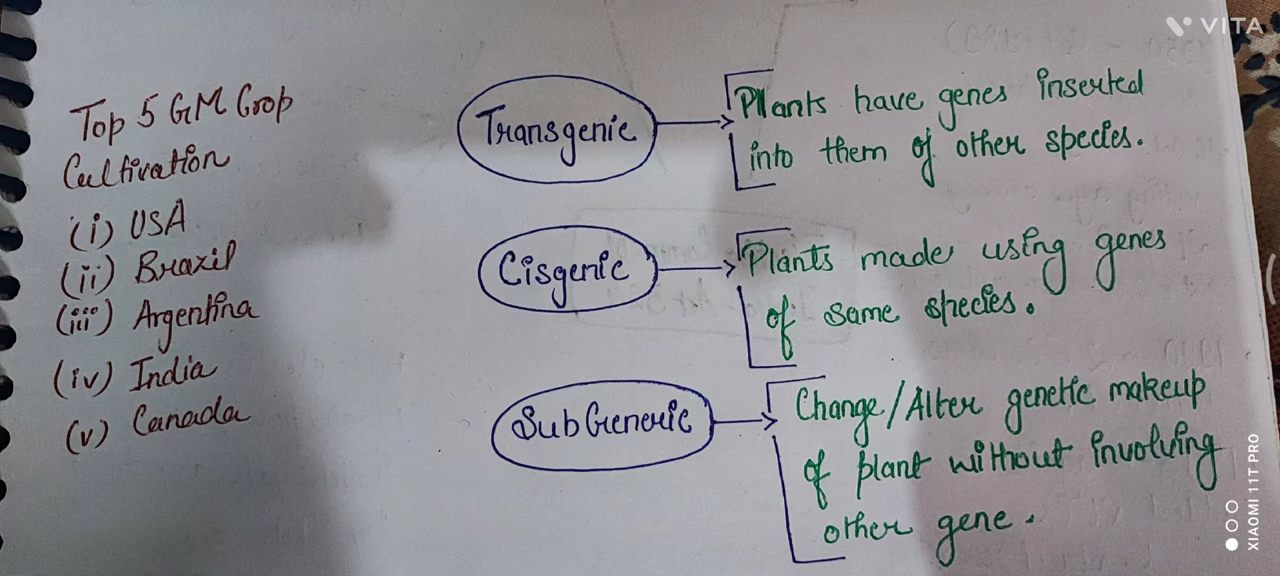 Top 5 GM Crop
Cultivation
(i) USA
(ii) Brazil
(iii) Argentina
(iv) India
(v) Canada
Transgenic
Plants have genes inserted
into them of other species.
Cisgenic
Plants made using genes
of same species.
SubGeneric
Change/Alter genetic makeup
of plant without involving
other gene.
VITA
XIAOMI 11T PRO